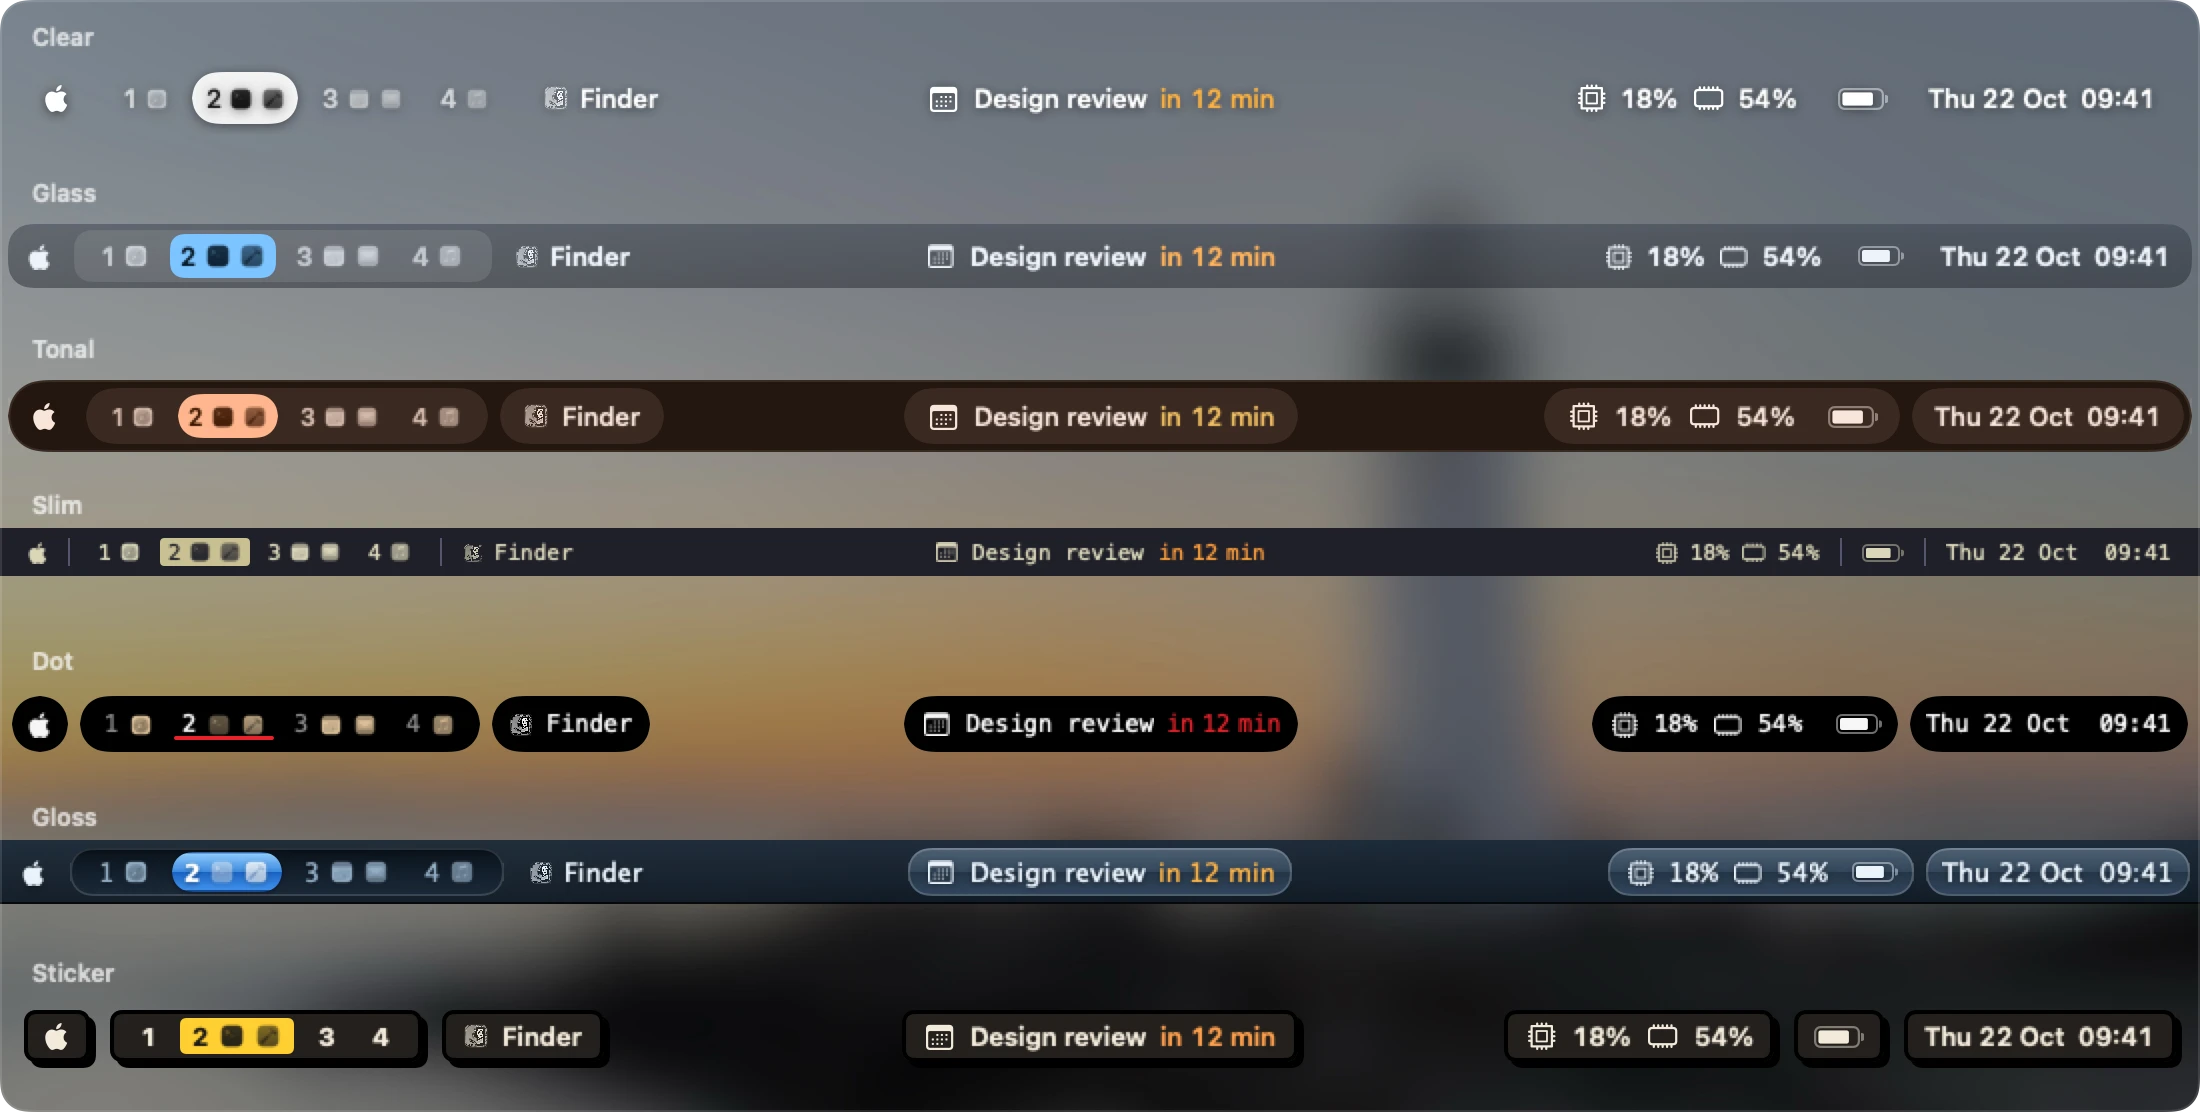 Clear
1 2 3 4 Finder Design review in 12 min 18% 54% Thu 22 Oct 09:41
Glass
1 2 3 4 Finder Design review in 12 min 18% 54% Thu 22 Oct 09:41
Tonal
1 2 3 4 Finder Design review in 12 min 18% 54% Thu 22 Oct 09:41
Slim
1 2 3 4 Finder Design review in 12 min 18% 54% Thu 22 Oct 09:41
Dot
1 2 3 4 Finder Design review in 12 min 18% 54% Thu 22 Oct 09:41
Gloss
1 2 3 4 Finder Design review in 12 min 18% 54% Thu 22 Oct 09:41
Sticker
1 2 3 4 Finder Design review in 12 min 18% 54% Thu 22 Oct 09:41